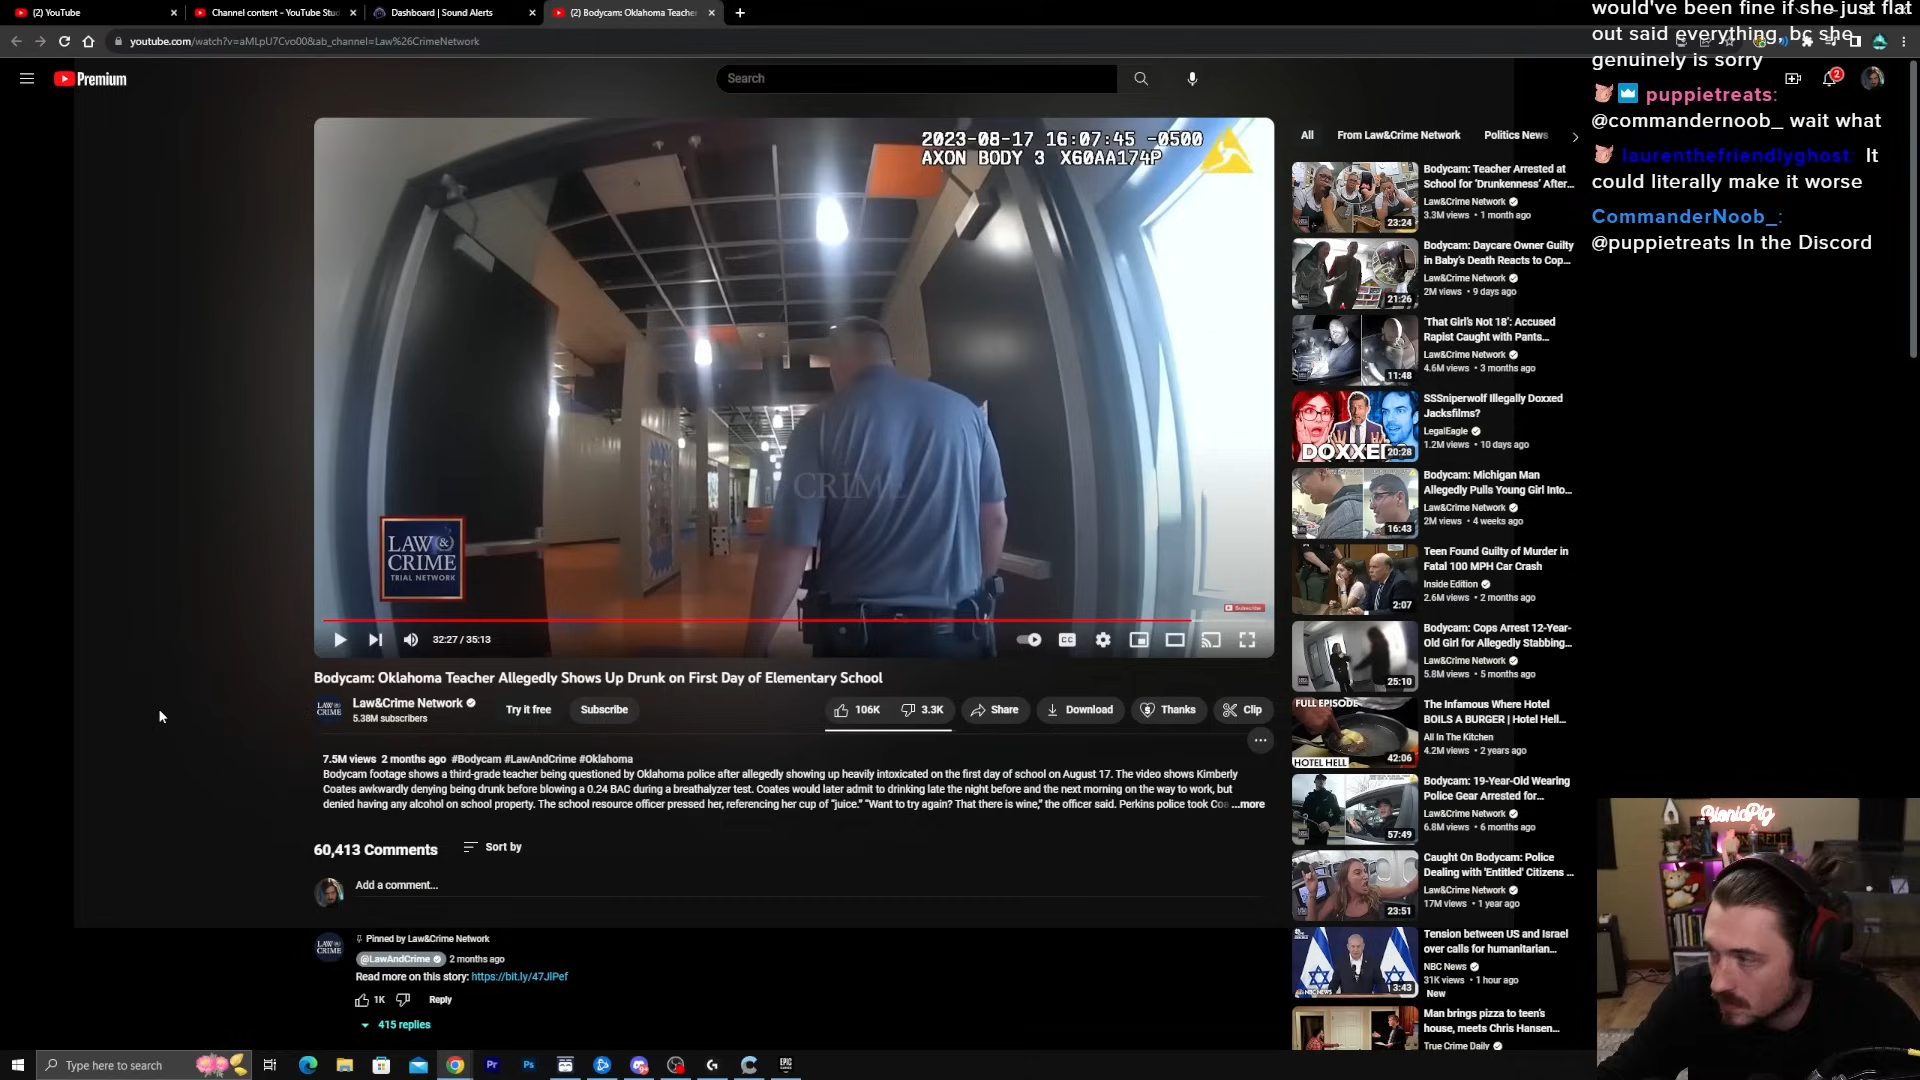 (2) YouTube
Channel content - YouTube Stu
Dashboard | Sound Alerts
(2) Bodycam: Oklahoma Teache
youtube.com/watch?v=aMLpU7Cvo00&ab_channel=Law%26CrimeNetwork
Premium
Search
2
2023-08-17 16:07:45 -0500
AXON BODY 3 X60AA174P
CRIME
LAW &
CRIME
TRIAL NETWORK
Subscribe
32:27 / 35:13
CC
Bodycam: Oklahoma Teacher Allegedly Shows Up Drunk on First Day of Elementary School
LAW &
CRIME
Law&Crime Network
5.38M subscribers
Try it free
Subscribe
106K
3.3K
Share
Download
Thanks
Clip
7.5M views 2 months ago #Bodycam #LawAndCrime #Oklahoma
Bodycam footage shows a third-grade teacher being questioned by Oklahoma police after allegedly showing up heavily intoxicated on the first day of school on August 17. The video shows Kimberly
Coates awkwardly denying being drunk before blowing a 0.24 BAC during a breathalyzer test. Coates would later admit to drinking late the night before and the next morning on the way to work, but
denied having any alcohol on school property. The school resource officer pressed her, referencing her cup of “juice.” “Want to try again? That there is wine,” the officer said. Perkins police took Coa ...more
60,413 Comments
Sort by
Add a comment...
LAW &
CRIME
Pinned by Law&Crime Network
@LawAndCrime 2 months ago
Read more on this story: https://bit.ly/47JlPef
1K
Reply
415 replies
All
From Law&Crime Network
Politics News
23:24
Bodycam: Teacher Arrested at
School for ‘Drunkenness’ After...
Law&Crime Network
3.3M views • 1 month ago
21:26
Bodycam: Daycare Owner Guilty
in Baby’s Death Reacts to Cop...
Law&Crime Network
2M views • 9 days ago
11:48
'That Girl's Not 18': Accused
Rapist Caught with Pants...
Law&Crime Network
4.6M views • 3 months ago
DOXXED
20:28
SSSniperwolf Illegally Doxxed
Jacksfilms?
LegalEagle
1.2M views • 10 days ago
16:43
Bodycam: Michigan Man
Allegedly Pulls Young Girl Into...
Law&Crime Network
2M views • 4 weeks ago
2:07
Teen Found Guilty of Murder in
Fatal 100 MPH Car Crash
Inside Edition
2.6M views • 2 months ago
25:10
Bodycam: Cops Arrest 12-Year-
Old Girl for Allegedly Stabbing...
Law&Crime Network
5.8M views • 5 months ago
FULL EPISODE
HOTEL HELL
42:06
The Infamous Where Hotel
BOILS A BURGER | Hotel Hell...
All In The Kitchen
4.2M views • 2 years ago
57:49
Bodycam: 19-Year-Old Wearing
Police Gear Arrested for...
Law&Crime Network
6.8M views • 6 months ago
23:51
Caught On Bodycam: Police
Dealing with 'Entitled' Citizens ...
Law&Crime Network
17M views • 1 year ago
3:43
Tension between US and Israel
over calls for humanitarian...
NBC News
31K views • 1 hour ago
New
Man brings pizza to teen's
house, meets Chris Hansen...
True Crime Daily
would've been fine if she just flat
out said everything, bc she
genuinely is sorry
puppietreats:
@commandernoob_ wait what
laurenthefriendlyghost: It
could literally make it worse
CommanderNoob_:
@puppietreats In the Discord
BionicPig
Type here to search
Pr
Ps
EPIC
GAMES